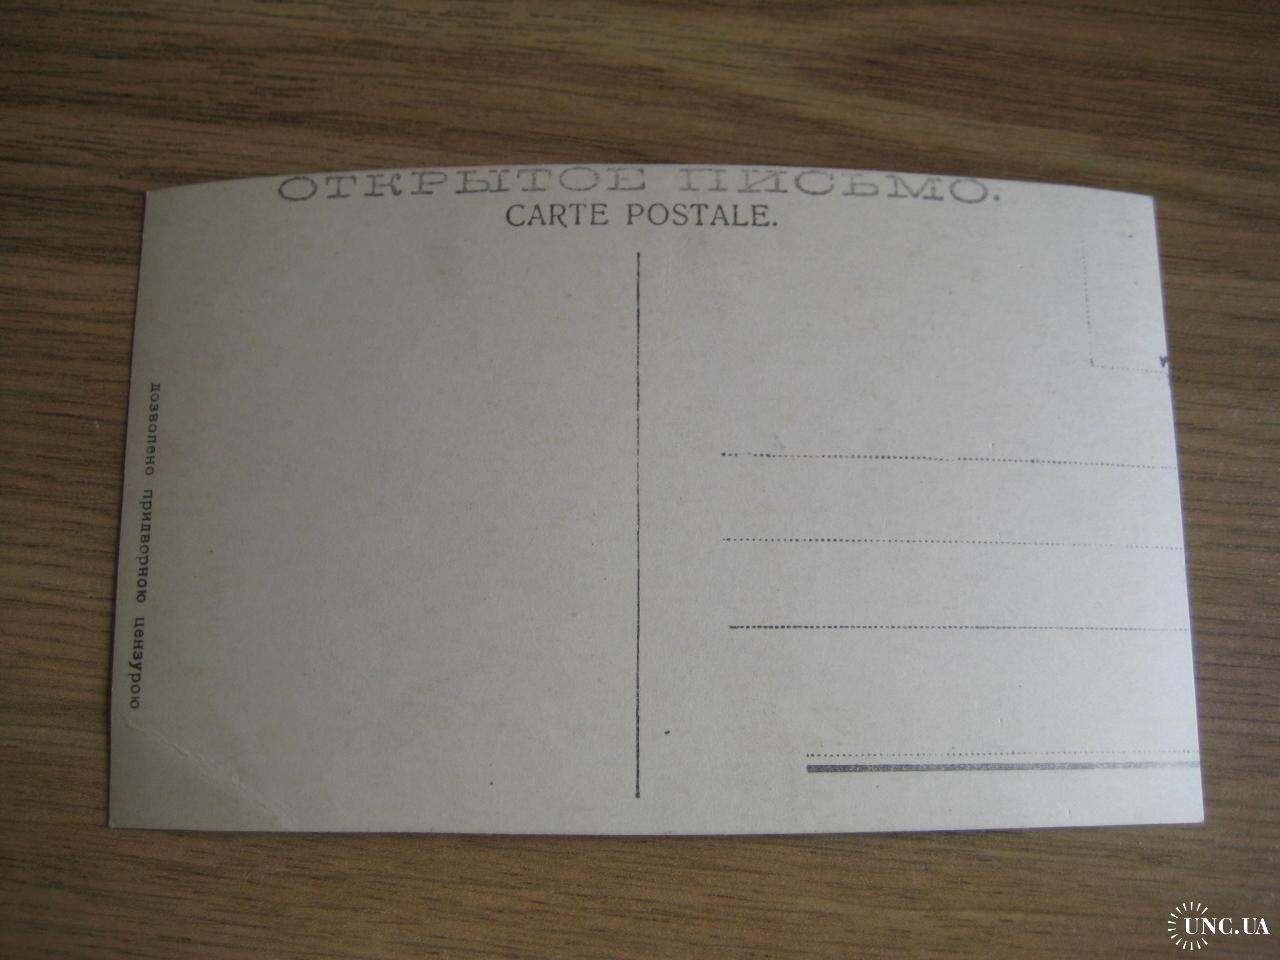 ОТКРЫТОЕ ПИСЬМО.
CARTE POSTALE.
дозволено придворною цензурою
UNC.UA